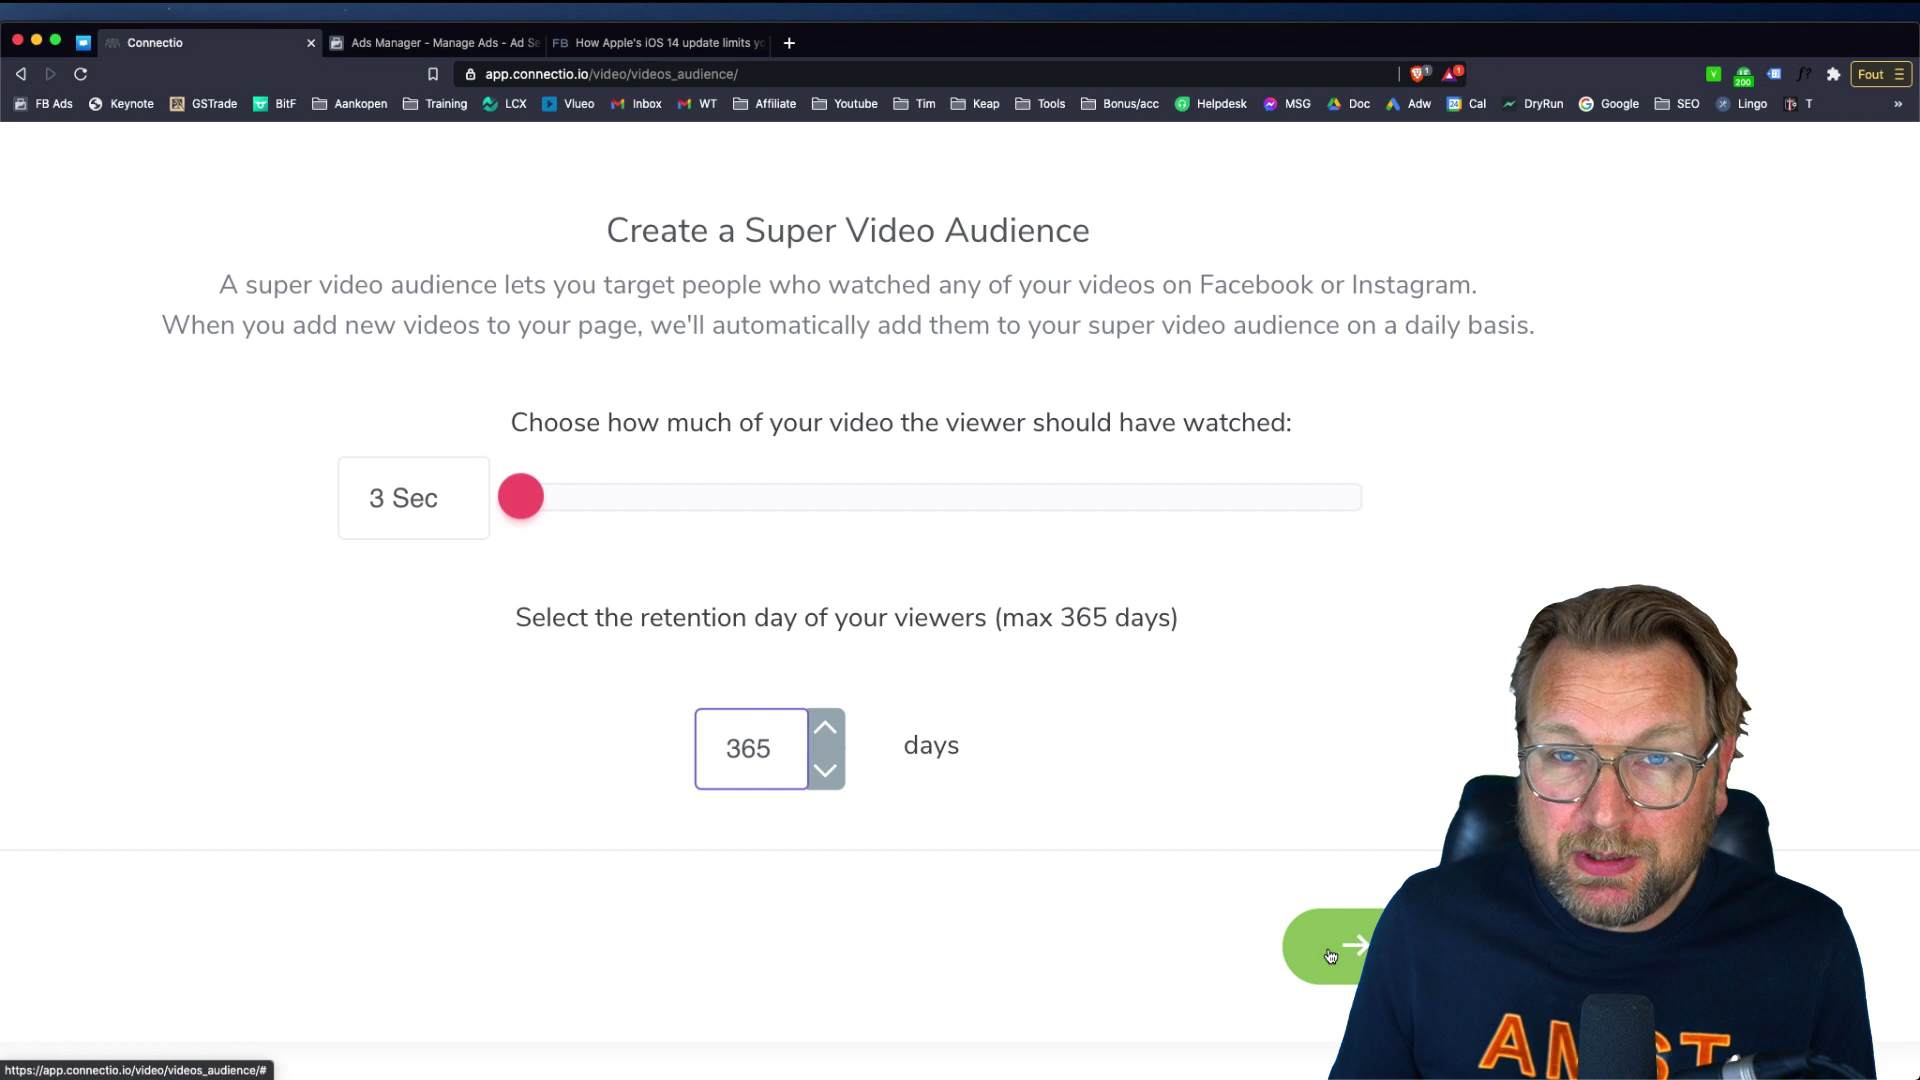 Connectio
Ads Manager - Manage Ads - Ad Se
FB How Apple's iOS 14 update limits yo
app.connectio.io/video/videos_audience/
1
1
200
f?
Fout
FB Ads
Keynote
GSTrade
BitF
Aankopen
Training
LCX
Viueo
Inbox
WT
Affiliate
Youtube
Tim
Keap
Tools
Bonus/acc
Helpdesk
MSG
Doc
Adw
Cal
DryRun
Google
SEO
Lingo
T
Create a Super Video Audience
A super video audience lets you target people who watched any of your videos on Facebook or Instagram.
When you add new videos to your page, we'll automatically add them to your super video audience on a daily basis.
Choose how much of your video the viewer should have watched:
3 Sec
Select the retention day of your viewers (max 365 days)
365
days
https://app.connectio.io/video/videos_audience/#